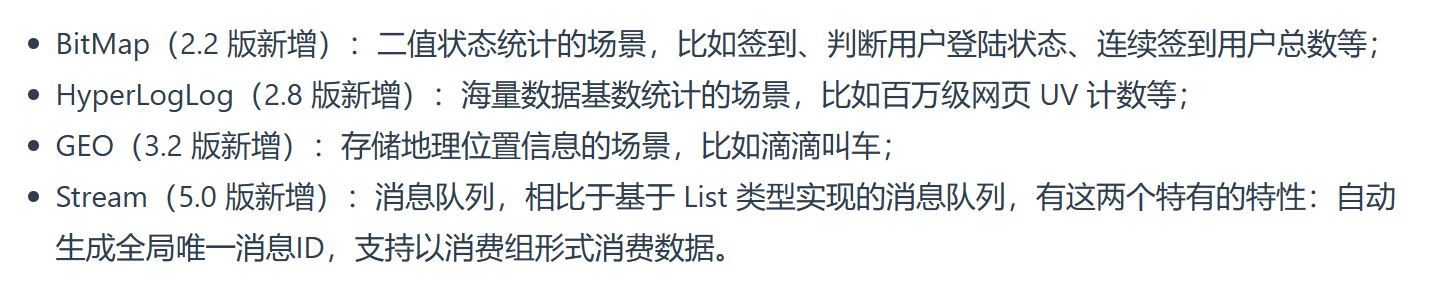 • BitMap（2.2 版新增）：二值状态统计的场景，比如签到、判断用户登陆状态、连续签到用户总数等；
• HyperLogLog（2.8 版新增）：海量数据基数统计的场景，比如百万级网页 UV 计数等；
• GEO（3.2 版新增）：存储地理位置信息的场景，比如滴滴叫车；
• Stream（5.0 版新增）：消息队列，相比于基于 List 类型实现的消息队列，有这两个特有的特性：自动
生成全局唯一消息ID，支持以消费组形式消费数据。